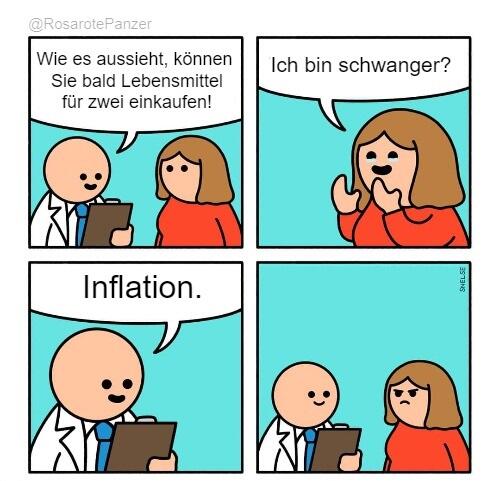 @RosarotePanzer
Wie es aussieht, können
Sie bald Lebensmittel
für zwei einkaufen!
Ich bin schwanger?
Inflation.
SHELSE